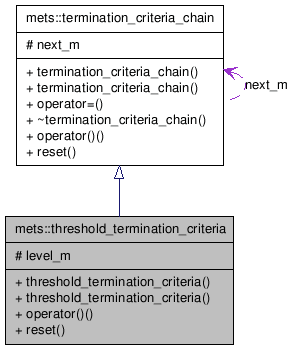 mets::termination_criteria_chain
# next_m
+ termination_criteria_chain()
+ termination_criteria_chain()
+ operator=()
+ ~termination_criteria_chain()
+ operator()()
+ reset()
next_m
mets::threshold_termination_criteria
# level_m
+ threshold_termination_criteria()
+ threshold_termination_criteria()
+ operator()()
+ reset()